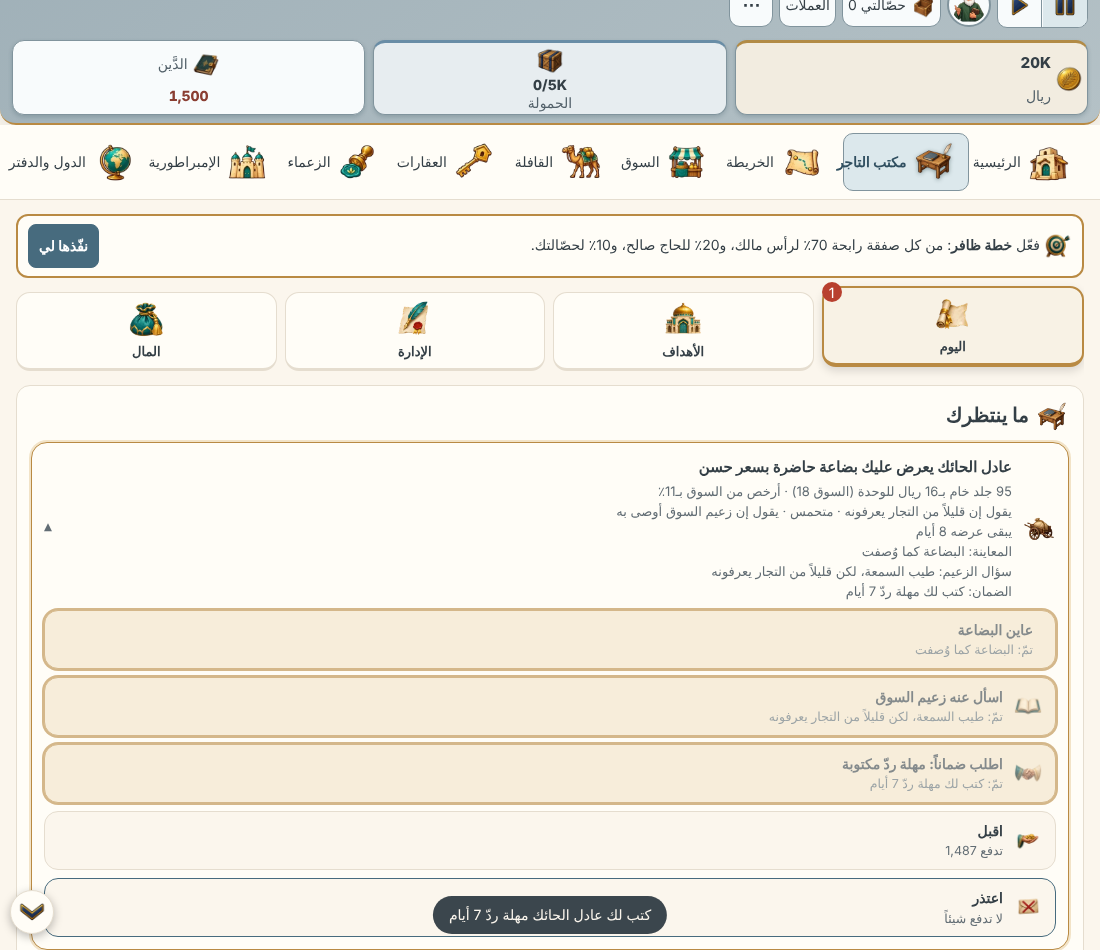 حصّالتي 0
العملات
...
20K
ريال
0/5K
الحمولة
الدَّين
1,500
الرئيسية
مكتب التاجر
الخريطة
السوق
القافلة
العقارات
الزعماء
الإمبراطورية
الدول والدفتر
فعّل خطة ظافر: من كل صفقة رابحة 70٪ لرأس مالك، و20٪ للحاج صالح، و10٪ لحصّالتك.
نفّذها لي
1
اليوم
الأهداف
الإدارة
المال
ما ينتظرك
عادل الحائك يعرض عليك بضاعة حاضرة بسعر حسن
95 جلد خام بـ16 ريال للوحدة (السوق 18) · أرخص من السوق بـ11٪
يقول إن قليلاً من التجار يعرفونه · متحمس · يقول إن زعيم السوق أوصى به
يبقى عرضه 8 أيام
المعاينة: البضاعة كما وُصفت
سؤال الزعيم: طيب السمعة، لكن قليلاً من التجار يعرفونه
الضمان: كتب لك مهلة ردّ 7 أيام
عاين البضاعة
تمّ: البضاعة كما وُصفت
اسأل عنه زعيم السوق
تمّ: طيب السمعة، لكن قليلاً من التجار يعرفونه
اطلب ضماناً: مهلة ردّ مكتوبة
تمّ: كتب لك مهلة ردّ 7 أيام
اقبل
تدفع 1,487
اعتذر
لا تدفع شيئاً
كتب لك عادل الحائك مهلة ردّ 7 أيام